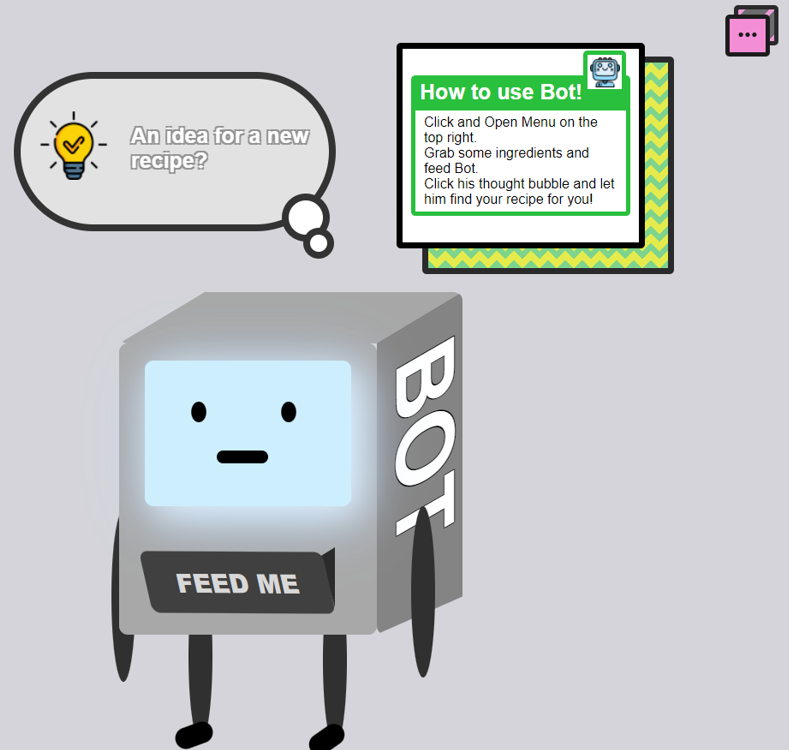 An idea for a new
recipe?
How to use Bot!
Click and Open Menu on the
top right.
Grab some ingredients and
feed Bot.
Click his thought bubble and let
him find your recipe for you!
BOT
FEED ME